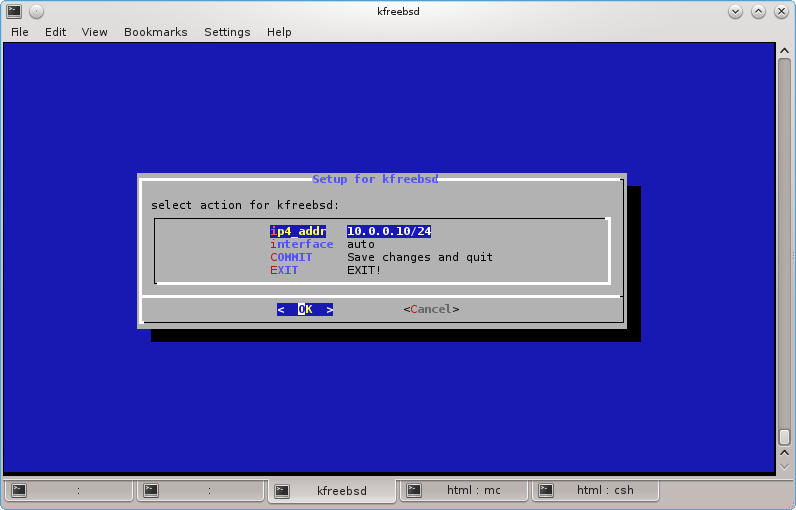 kfreebsd
File Edit View Bookmarks Settings Help
Setup for kfreebsd
select action for kfreebsd:
ip4_addr 10.0.0.10/24
interface auto
COMMIT Save changes and quit
EXIT EXIT!
< OK > <Cancel>
: : kfreebsd html : mc html : csh